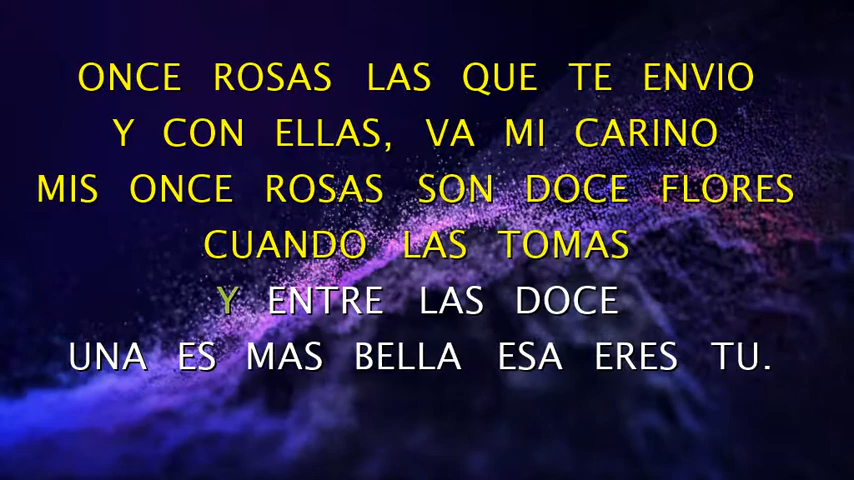 ONCE ROSAS LAS QUE TE ENVIO
Y CON ELLAS, VA MI CARINO
MIS ONCE ROSAS SON DOCE FLORES
CUANDO LAS TOMAS
Y ENTRE LAS DOCE
UNA ES MAS BELLA ESA ERES TU.